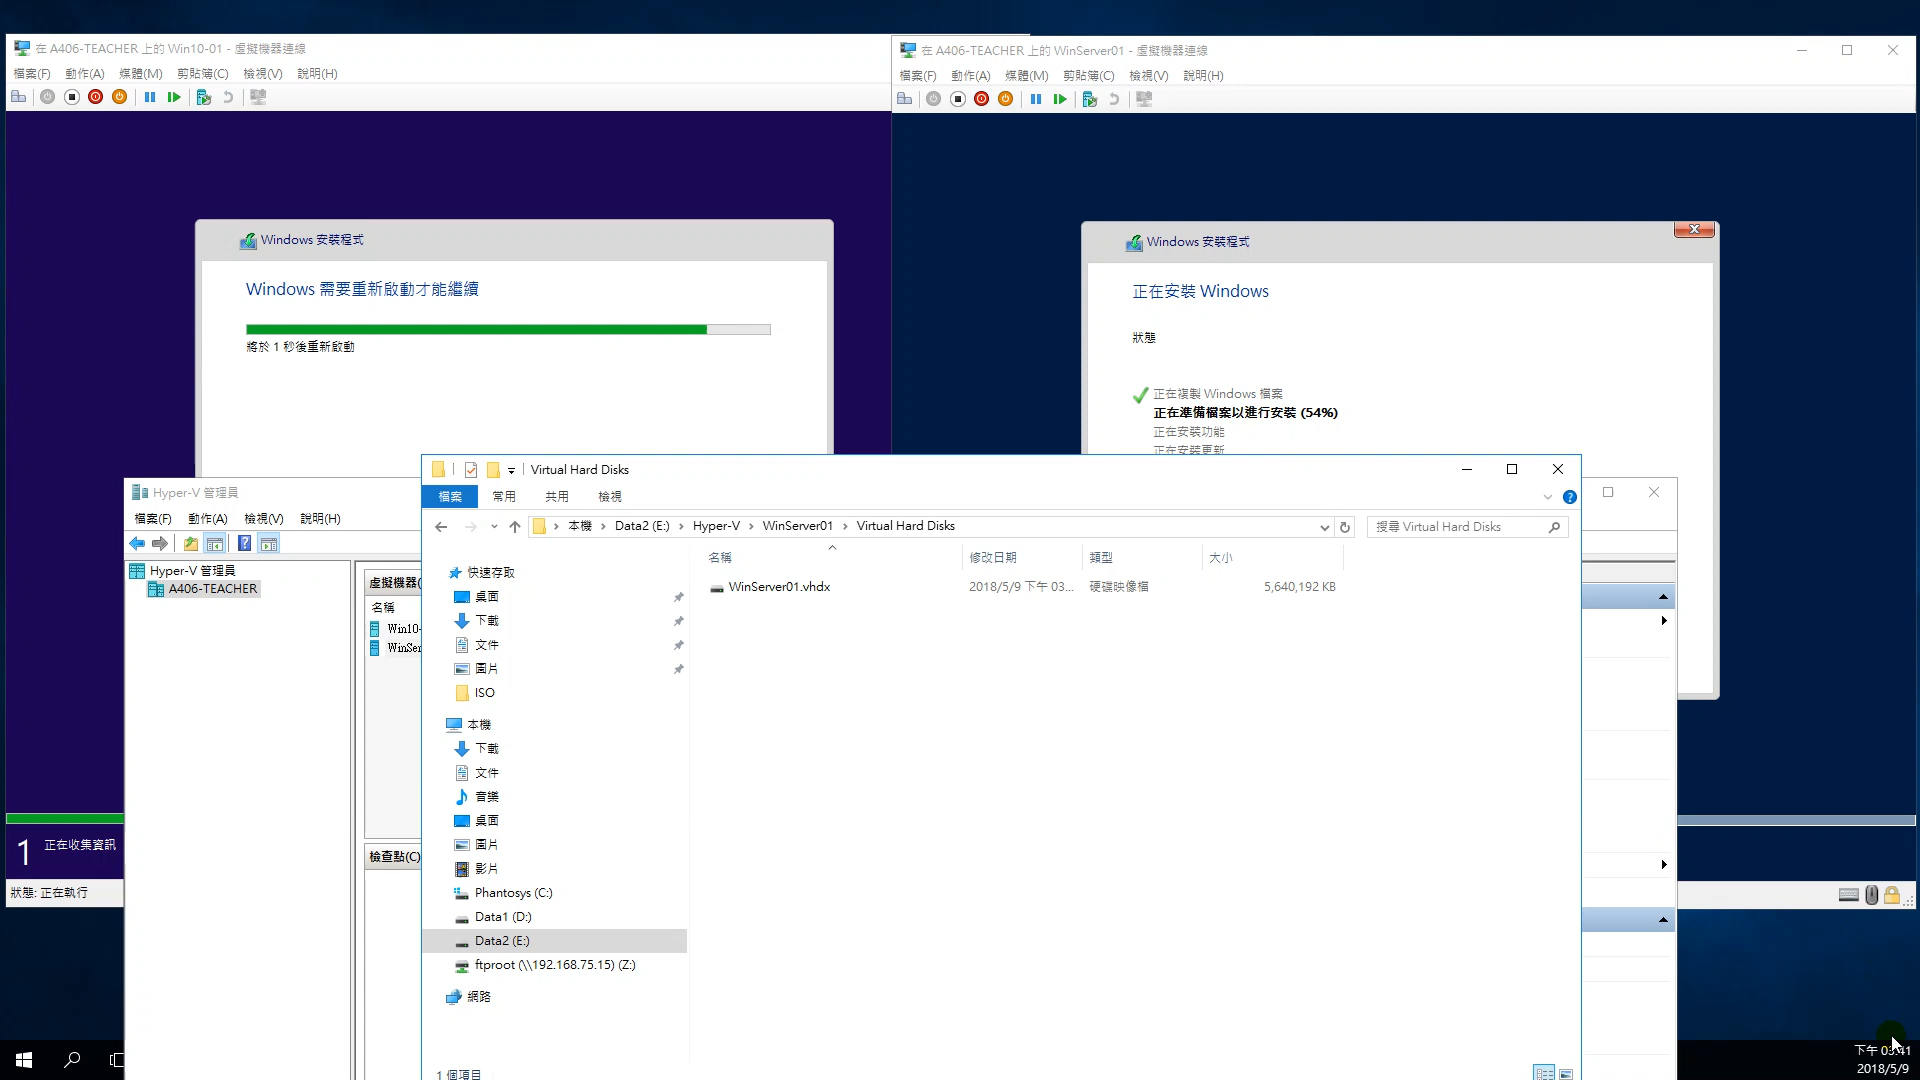 在 A406-TEACHER 上的 Win10-01 - 虛擬機器連線
檔案(F) 動作(A) 媒體(M) 剪貼簿(C) 檢視(V) 說明(H)
Windows 安裝程式
Windows 需要重新啟動才能繼續
將於 1 秒後重新啟動
1 正在收集資訊
狀態: 正在執行
在 A406-TEACHER 上的 WinServer01 - 虛擬機器連線
檔案(F) 動作(A) 媒體(M) 剪貼簿(C) 檢視(V) 說明(H)
Windows 安裝程式
正在安裝 Windows
狀態
正在複製 Windows 檔案
正在準備檔案以進行安裝 (54%)
正在安裝功能
正在安裝更新
Hyper-V 管理員
檔案(F) 動作(A) 檢視(V) 說明(H)
Hyper-V 管理員
A406-TEACHER
虛擬機器(
名稱
Win10-
WinSer
檢查點(C)
Virtual Hard Disks
檔案 常用 共用 檢視
本機 Data2 (E:) Hyper-V WinServer01 Virtual Hard Disks
搜尋 Virtual Hard Disks
名稱 修改日期 類型 大小
WinServer01.vhdx 2018/5/9 下午 03... 硬碟映像檔 5,640,192 KB
快速存取
桌面
下載
文件
圖片
ISO
本機
下載
文件
音樂
桌面
圖片
影片
Phantosys (C:)
Data1 (D:)
Data2 (E:)
ftproot (\\192.168.75.15) (Z:)
網路
1 個項目
下午 03:41
2018/5/9